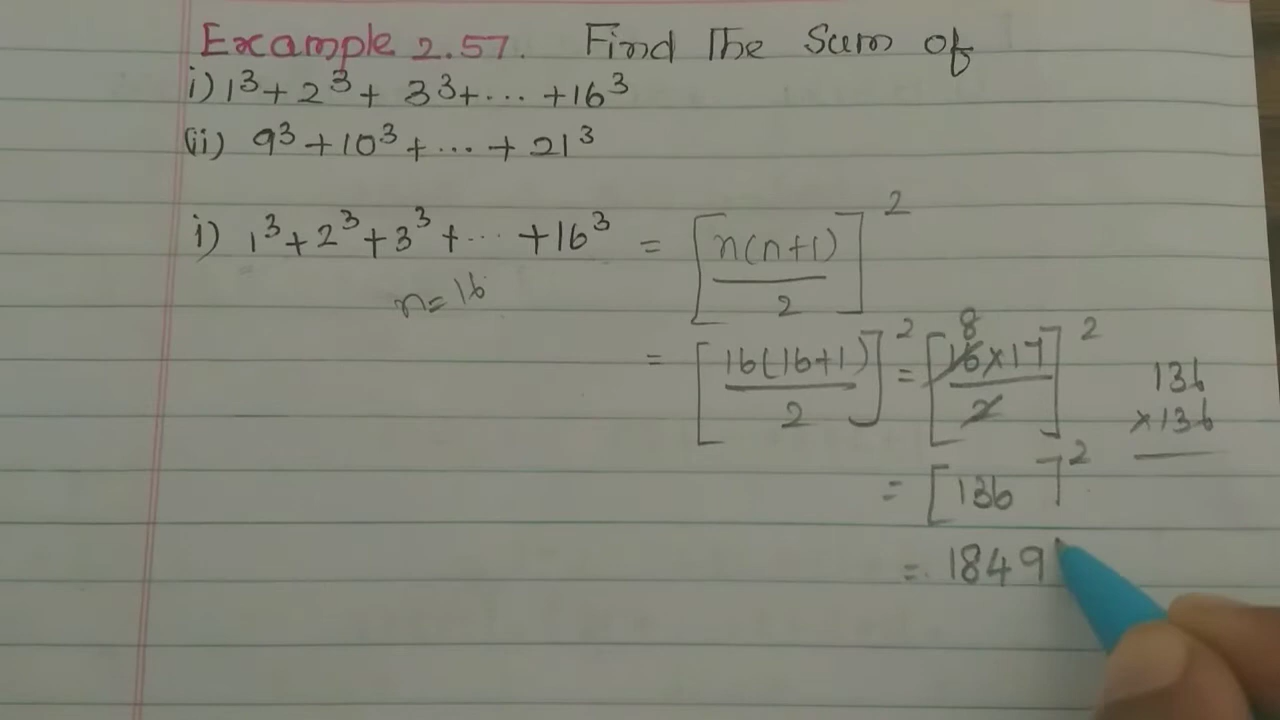 Example 2.57. Find The Sum of
i) 1³ + 2³ + 3³ + ... + 16³
(ii) 9³ + 10³ + ... + 21³
i) 1³ + 2³ + 3³ + ... + 16³ = [n(n+1)/2]²
n = 16
= [16(16+1)/2]² = [16×17/2]² 8
136
×136
= [136]²
= 1849